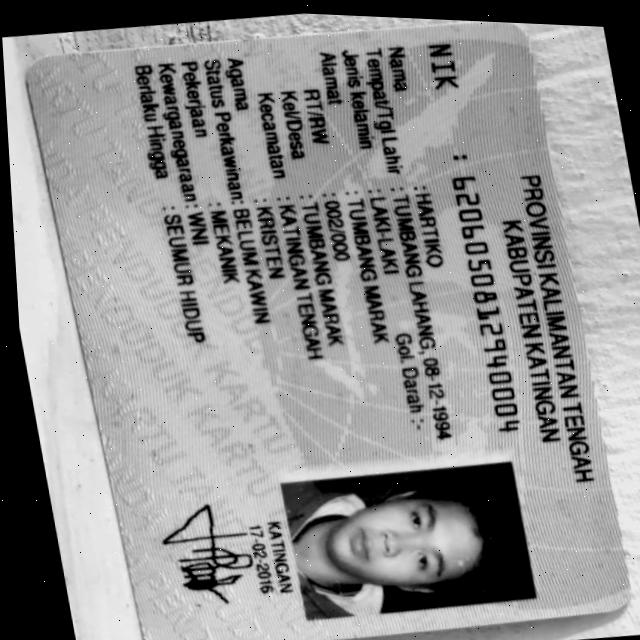 PROVINSI KALIMANTAN TENGAH
KABUPATEN KATINGAN
NIK : 6206050812940004
Nama : HARTIKO
Tempat/Tgl Lahir : TUMBANG LAHANG, 08-12-1994
Jenis kelamin : LAKI-LAKI Gol. Darah :-
Alamat : TUMBANG MARAK
RT/RW : 002/000
Kel/Desa : TUMBANG MARAK
Kecamatan : KATINGAN TENGAH
Agama : KRISTEN
Status Perkawinan: BELUM KAWIN
Pekerjaan : MEKANIK
Kewarganegaraan : WNI
Berlaku Hingga : SEUMUR HIDUP
KATINGAN
17-02-2016